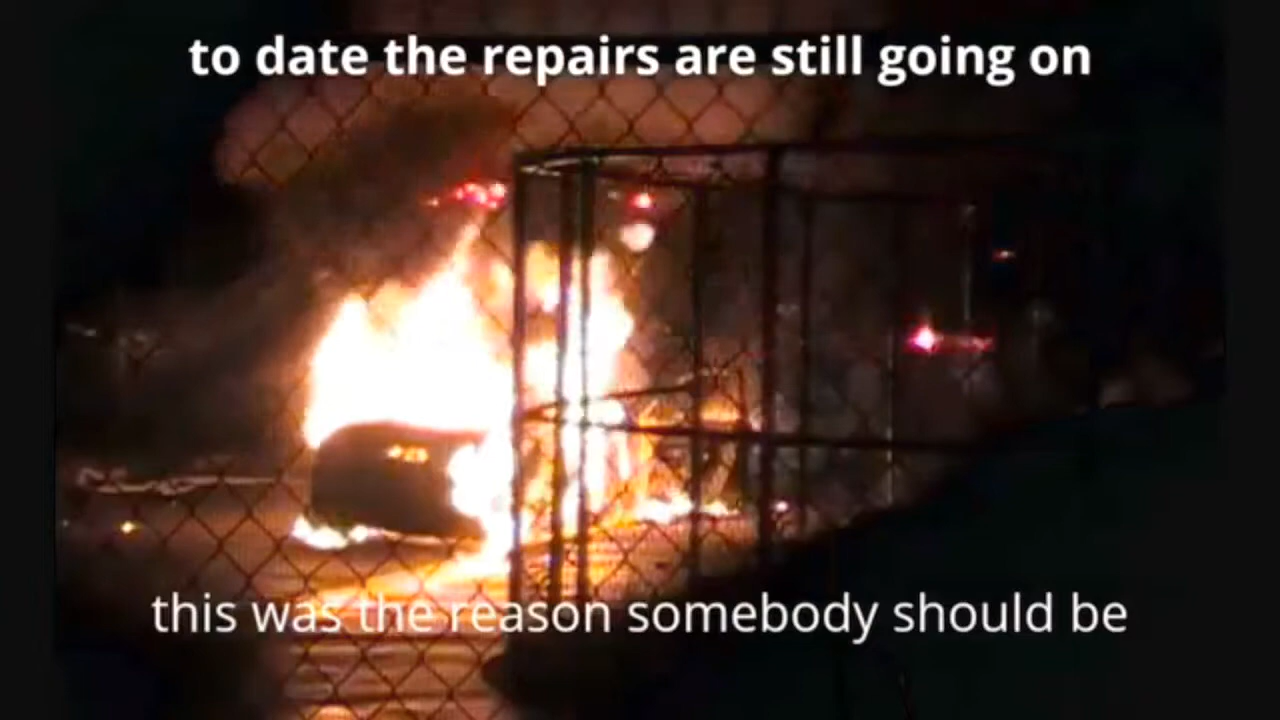 to date the repairs are still going on
this was the reason somebody should be